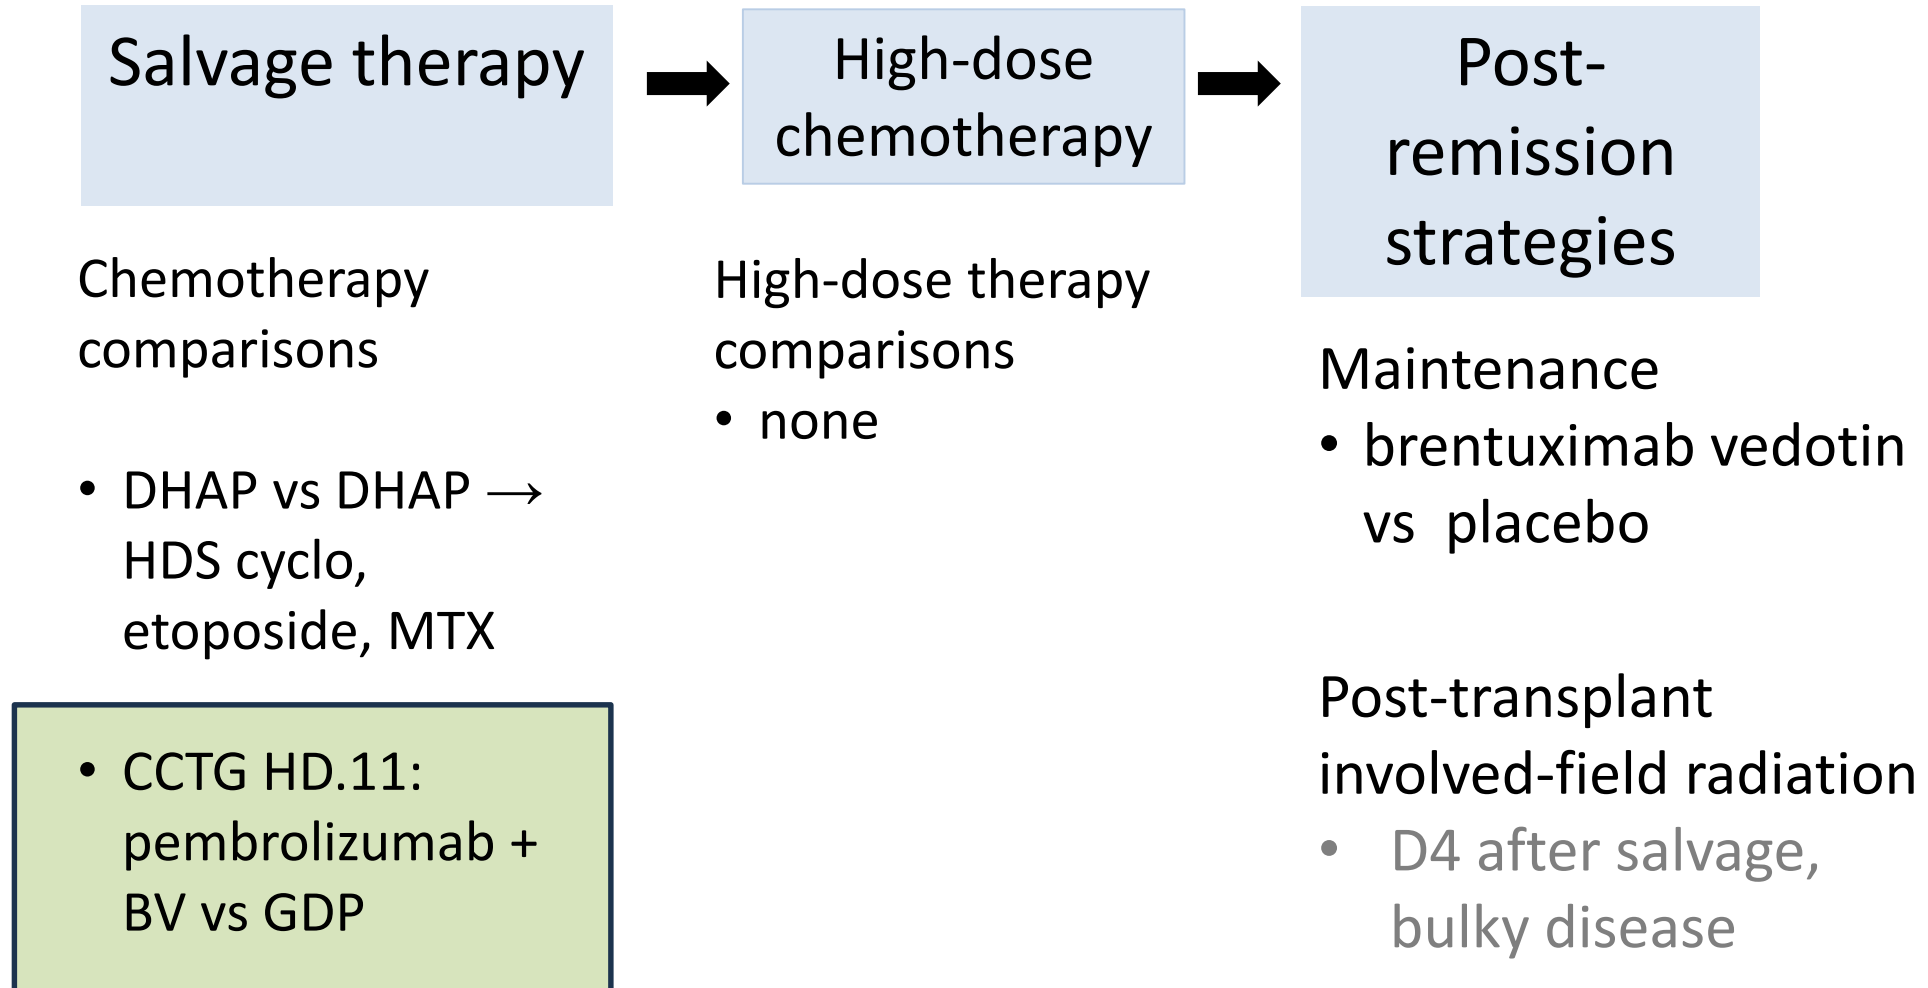 Salvage therapy
High-dose
chemotherapy
Post-
remission
strategies
Chemotherapy
comparisons
• DHAP vs DHAP →
HDS cyclo,
etoposide, MTX
• CCTG HD.11:
pembrolizumab +
BV vs GDP
High-dose therapy
comparisons
• none
Maintenance
• brentuximab vedotin
vs placebo
Post-transplant
involved-field radiation
• D4 after salvage,
bulky disease